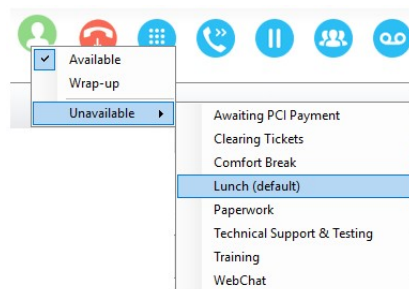 Available
Wrap-up
Unavailable
Awaiting PCI Payment
Clearing Tickets
Comfort Break
Lunch (default)
Paperwork
Technical Support & Testing
Training
WebChat